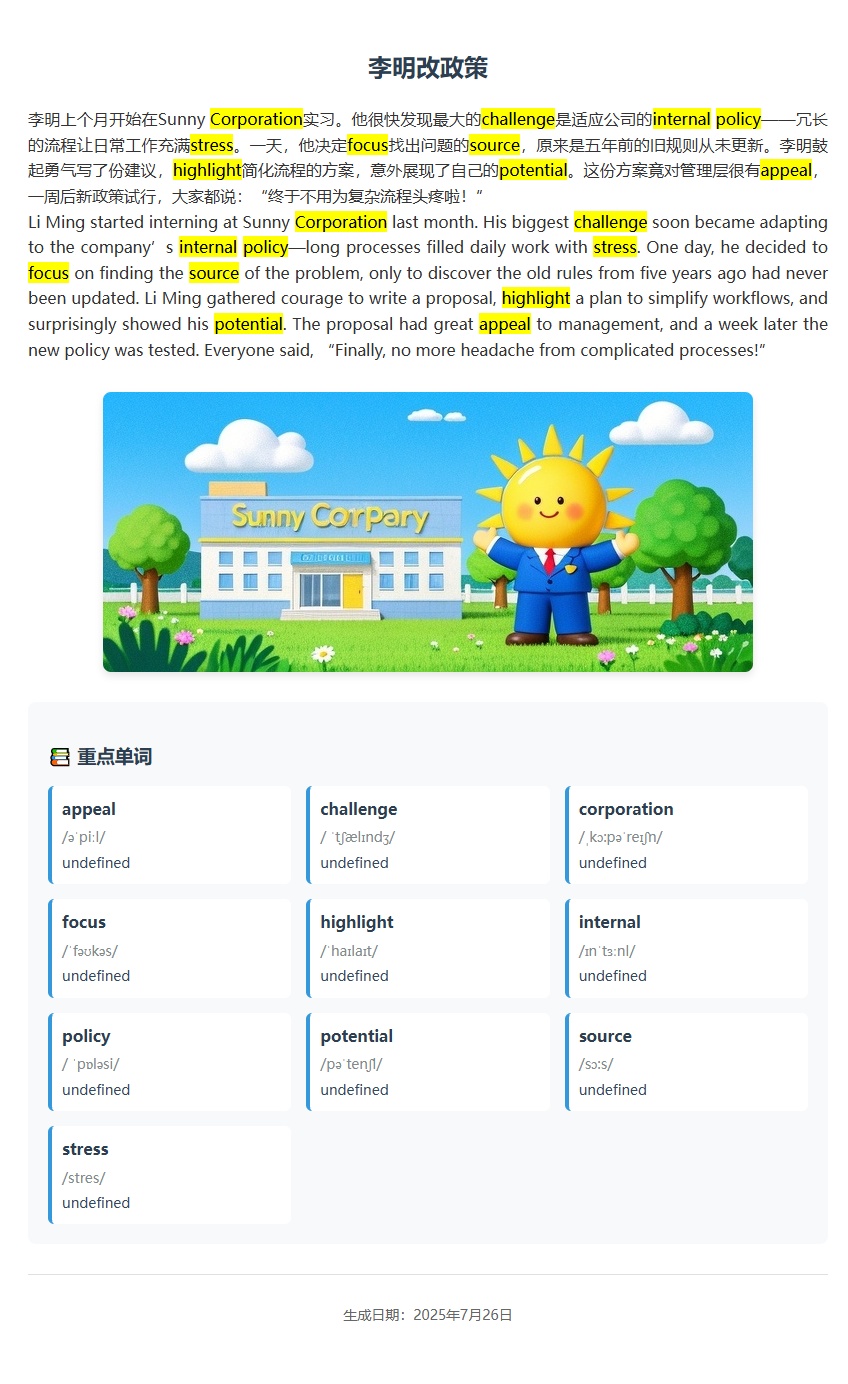 李明改政策
李明上个月开始在Sunny Corporation实习。他很快发现最大的challenge是适应公司的internal policy——冗长
的流程让日常工作充满stress。一天，他决定focus找出问题的source，原来是五年前的旧规则从未更新。李明鼓
起勇气写了份建议，highlight简化流程的方案，意外展现了自己的potential。这份方案竟对管理层很有appeal，
一周后新政策试行，大家都说：“终于不用为复杂流程头疼啦！”
Li Ming started interning at Sunny Corporation last month. His biggest challenge soon became adapting
to the company’s internal policy—long processes filled daily work with stress. One day, he decided to
focus on finding the source of the problem, only to discover the old rules from five years ago had never
been updated. Li Ming gathered courage to write a proposal, highlight a plan to simplify workflows, and
surprisingly showed his potential. The proposal had great appeal to management, and a week later the
new policy was tested. Everyone said, “Finally, no more headache from complicated processes!”
Sunny Corpary
📚 重点单词
appeal
/əˈpiːl/
undefined
challenge
/ ˈtʃælɪndʒ/
undefined
corporation
/ˌkɔːpəˈreɪʃn/
undefined
focus
/ˈfəʊkəs/
undefined
highlight
/ˈhaɪlaɪt/
undefined
internal
/ɪnˈtɜːnl/
undefined
policy
/ ˈpɒləsi/
undefined
potential
/pəˈtenʃl/
undefined
source
/sɔːs/
undefined
stress
/stres/
undefined
生成日期：2025年7月26日